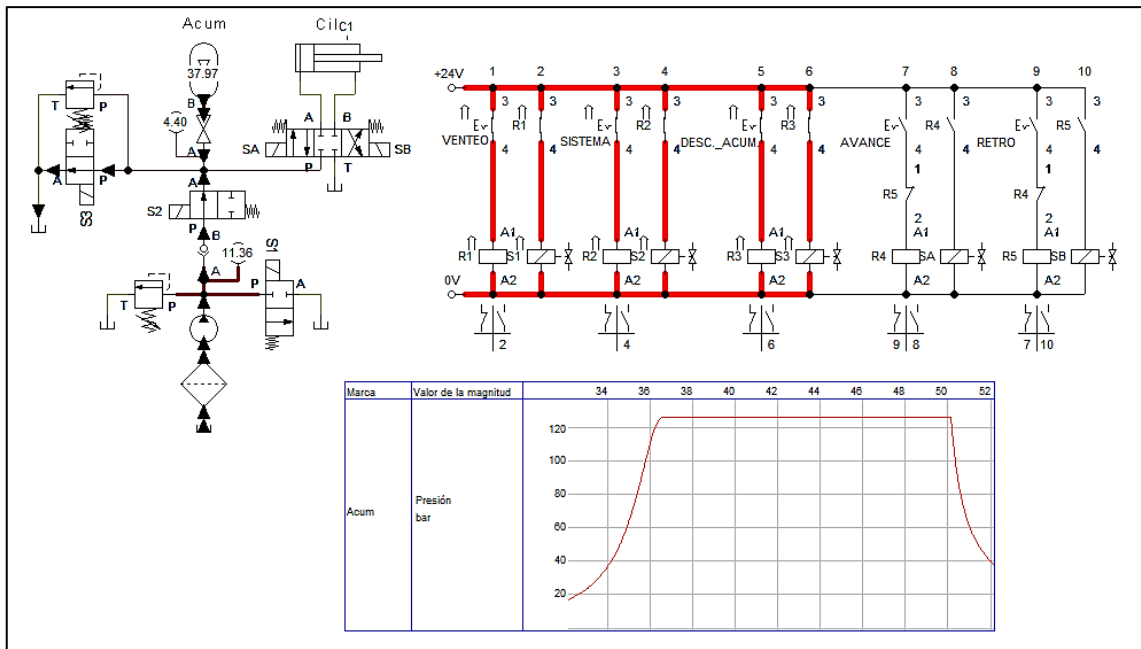 Acum
Cilc1
37.97
B
4.40
A
T
P
A
P
S3
A
B
SA
SB
P
T
A
S2
P
B
S1
11.36
A
T
P
P
A
1 2 3 4 5 6 7 8 9 10
+24V
3 3 3 3 3 3 3 3 3 3
Er R1 Er R2 Er R3 Er R4 Er R5
VENTEO SISTEMA DESC._ACUM AVANCE RETRO
4 4 4 4 4 4 4 4 4 4
1 1
R5 R4
2 2
A1 A1 A1 A1 A1
R1 S1 R2 S2 R3 S3 R4 SA R5 SB
A2 A2 A2 A2 A2
0V
2 4 6 9 8 7 10
Marca Valor de la magnitud 34 36 38 40 42 44 46 48 50 52
120
100
80
60
40
20
Acum
Presión
bar